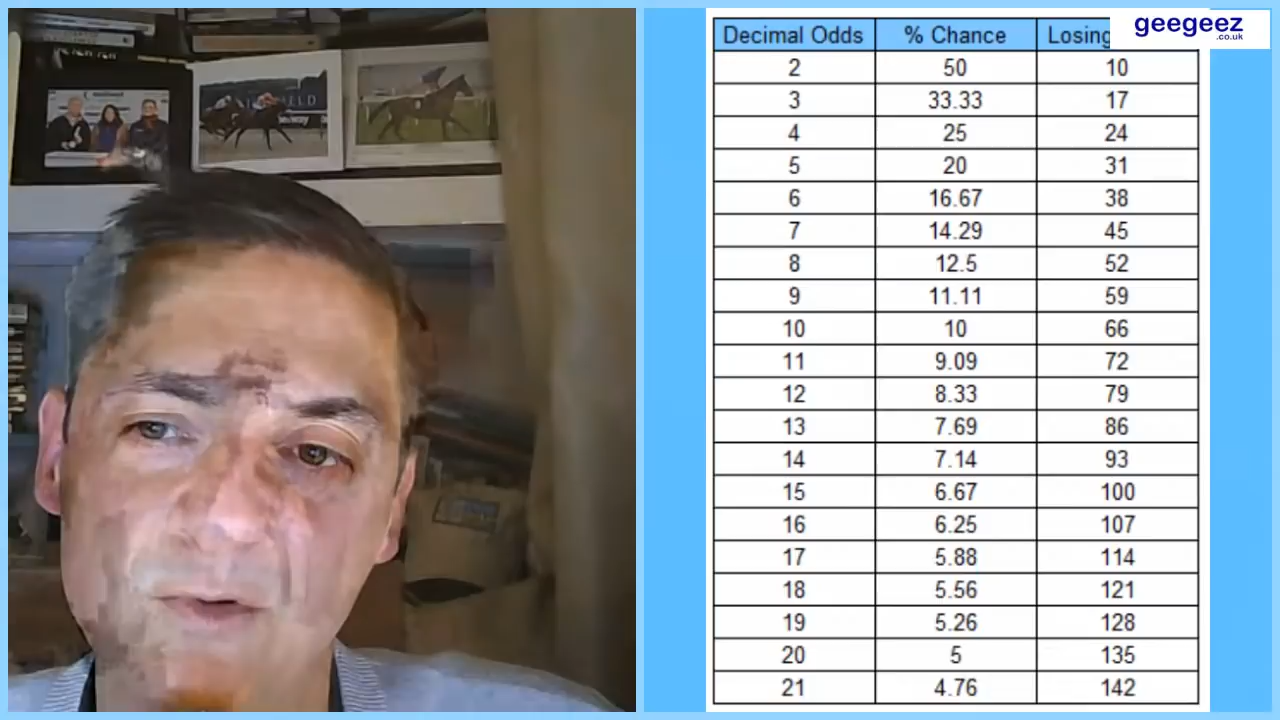 geegeez
.co.uk
Decimal Odds % Chance Losing
2 50 10
3 33.33 17
4 25 24
5 20 31
6 16.67 38
7 14.29 45
8 12.5 52
9 11.11 59
10 10 66
11 9.09 72
12 8.33 79
13 7.69 86
14 7.14 93
15 6.67 100
16 6.25 107
17 5.88 114
18 5.56 121
19 5.26 128
20 5 135
21 4.76 142